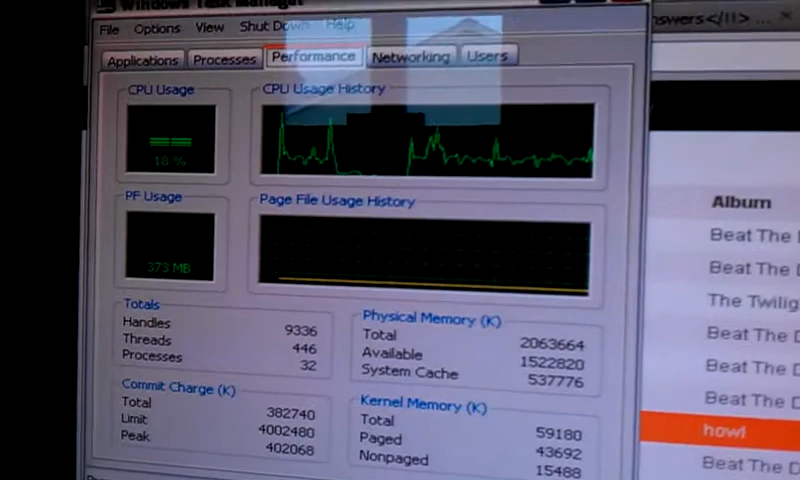 Windows Task Manager
File Options View Shut Down Help
Applications Processes Performance Networking Users
CPU Usage CPU Usage History
18 %
PF Usage Page File Usage History
373 MB
Totals
Handles 9336
Threads 446
Processes 32
Physical Memory (K)
Total 2063664
Available 1522820
System Cache 537776
Commit Charge (K)
Total 382740
Limit 4002480
Peak 402068
Kernel Memory (K)
Total 59180
Paged 43692
Nonpaged 15488
Album
Beat The
Beat The
The Twilig
Beat The
Beat The
Beat The
howl
Beat The